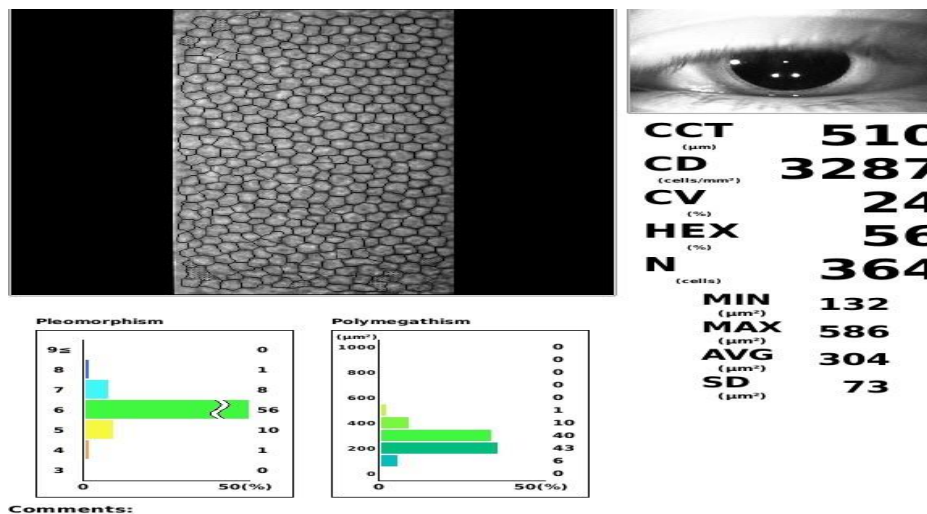 CCT 510
(µm)
CD 3287
(cells/mm²)
CV 24
(%)
HEX 56
(%)
N 364
(cells)
MIN 132
(µm²)
MAX 586
(µm²)
AVG 304
(µm²)
SD 73
(µm²)
Pleomorphism
9≦ 0
8 1
7 8
6 56
5 10
4 1
3 0
0 50(%)
Polymegathism
(µm²)
1000 0
0
800 0
0
600 0
1
400 10
40
200 43
6
0 0
0 50(%)
Comments: